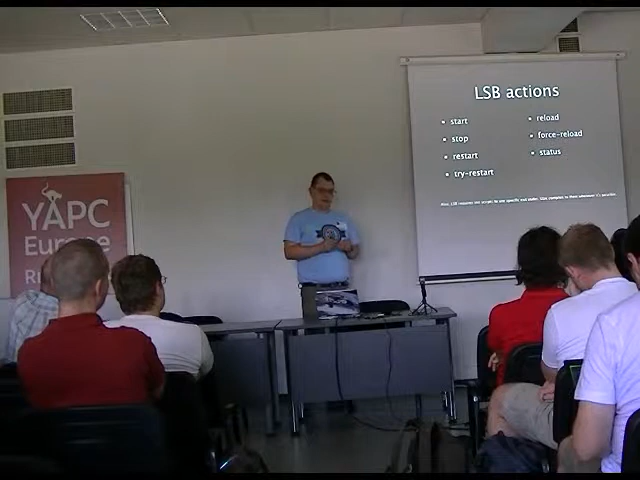 LSB actions
start
stop
restart
try-restart
reload
force-reload
status
YAPC
Europe